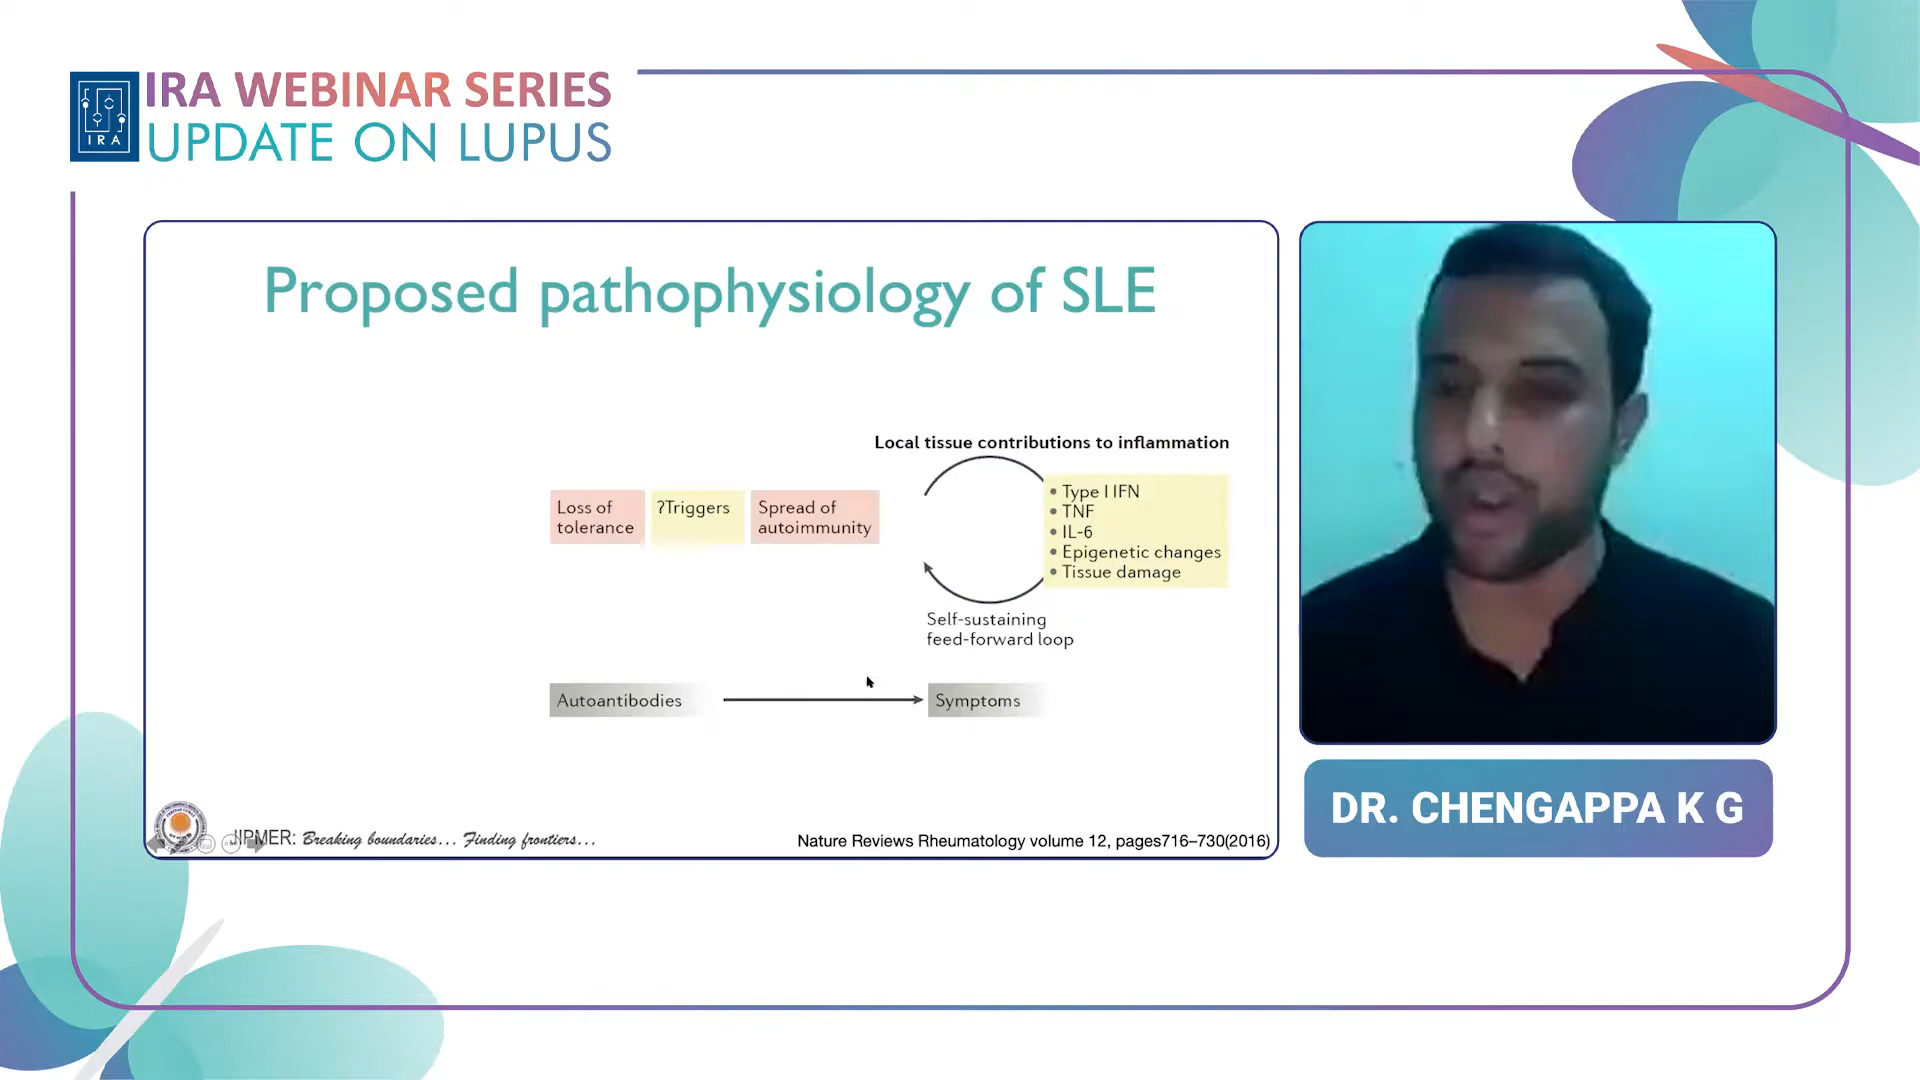 IRA
IRA WEBINAR SERIES
UPDATE ON LUPUS
Proposed pathophysiology of SLE
Local tissue contributions to inflammation
Loss of
tolerance
?Triggers
Spread of
autoimmunity
• Type I IFN
• TNF
• IL-6
• Epigenetic changes
• Tissue damage
Self-sustaining
feed-forward loop
Autoantibodies
Symptoms
JIPMER: Breaking boundaries... Finding frontiers...
Nature Reviews Rheumatology volume 12, pages716–730(2016)
DR. CHENGAPPA K G